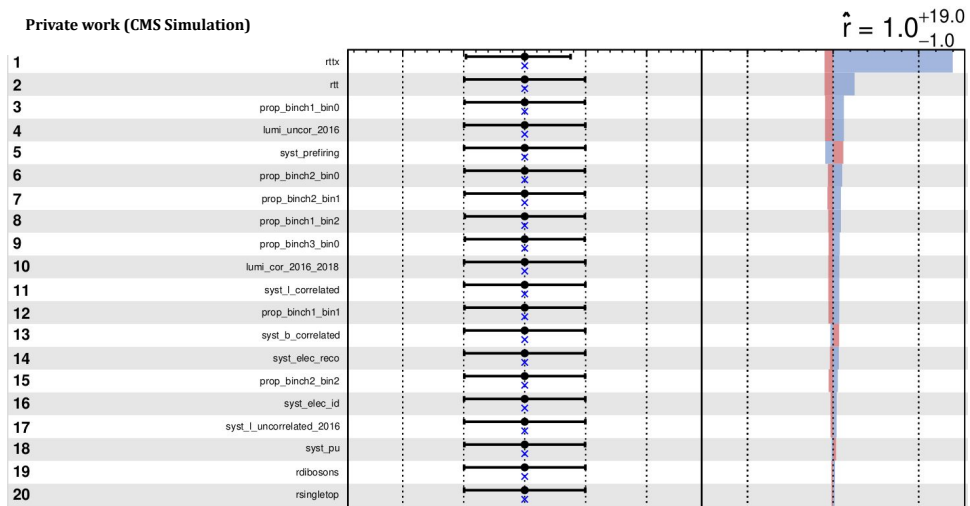 Private work (CMS Simulation)
r̂ = 1.0 +19.0 −1.0
1 rttx
2 rtt
3 prop_binch1_bin0
4 lumi_uncor_2016
5 syst_prefiring
6 prop_binch2_bin0
7 prop_binch2_bin1
8 prop_binch1_bin2
9 prop_binch3_bin0
10 lumi_cor_2016_2018
11 syst_l_correlated
12 prop_binch1_bin1
13 syst_b_correlated
14 syst_elec_reco
15 prop_binch2_bin2
16 syst_elec_id
17 syst_l_uncorrelated_2016
18 syst_pu
19 rdibosons
20 rsingletop